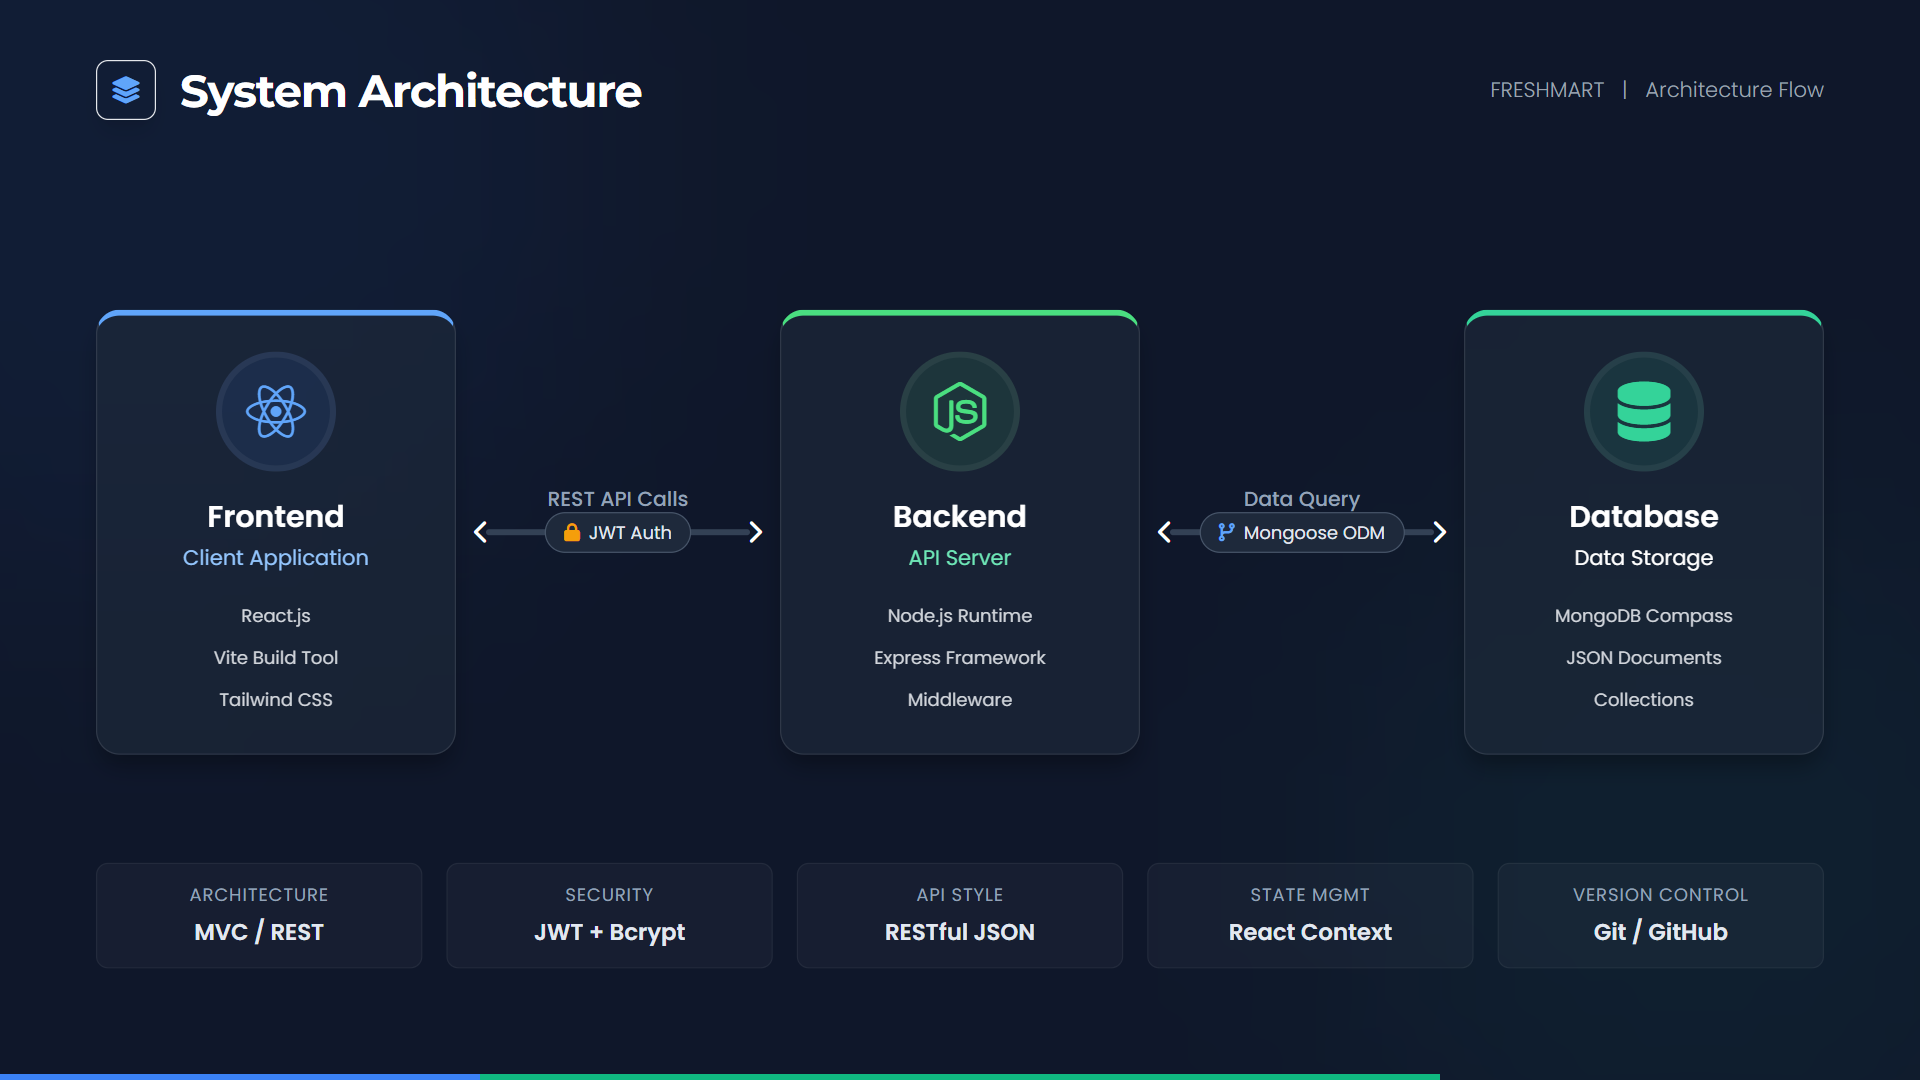 System Architecture
FRESHMART | Architecture Flow
Frontend
Client Application
React.js
Vite Build Tool
Tailwind CSS
REST API Calls
JWT Auth
JS
Backend
API Server
Node.js Runtime
Express Framework
Middleware
Data Query
Mongoose ODM
Database
Data Storage
MongoDB Compass
JSON Documents
Collections
ARCHITECTURE
MVC / REST
SECURITY
JWT + Bcrypt
API STYLE
RESTful JSON
STATE MGMT
React Context
VERSION CONTROL
Git / GitHub